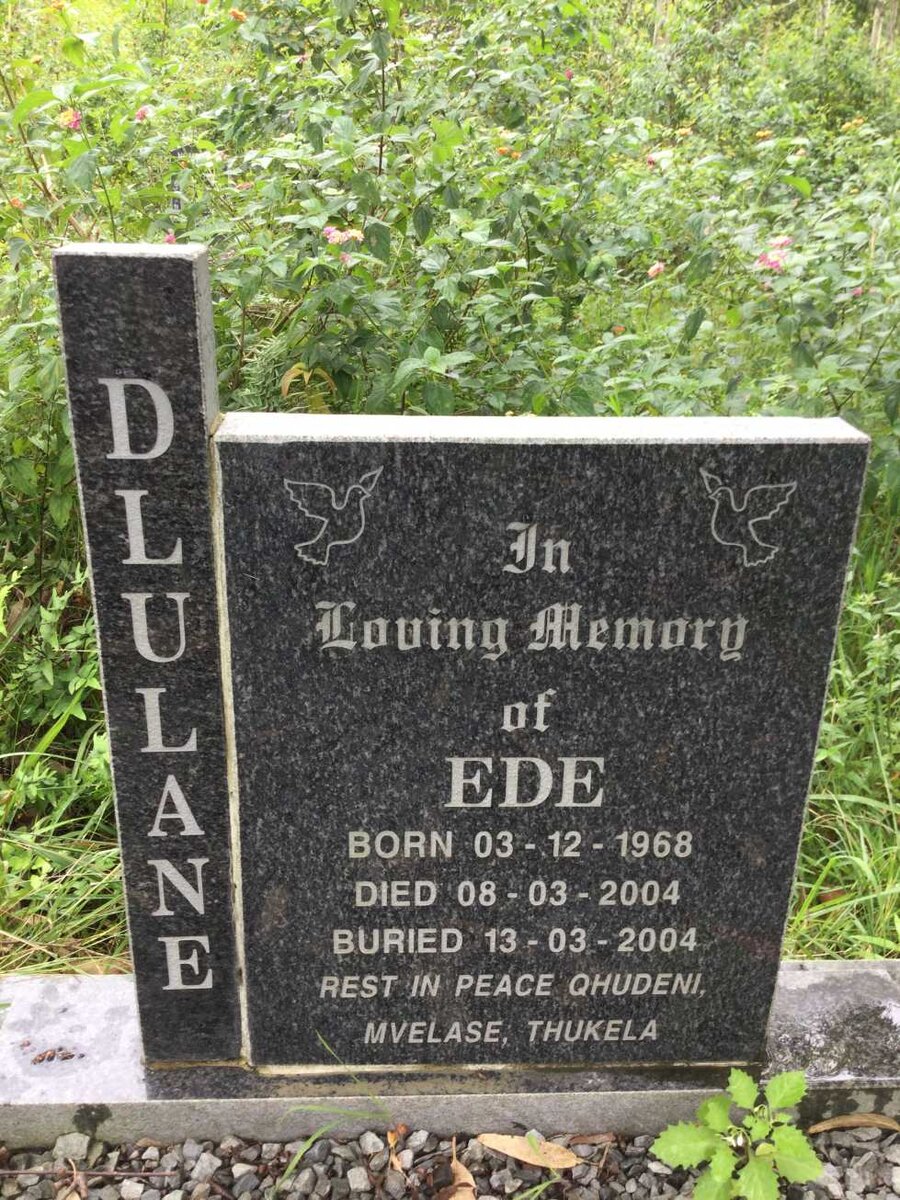 DLULANE
In
Loving Memory
of
EDE
BORN 03 - 12 - 1968
DIED 08 - 03 - 2004
BURIED 13 - 03 - 2004
REST IN PEACE QHUDENI,
MVELASE, THUKELA